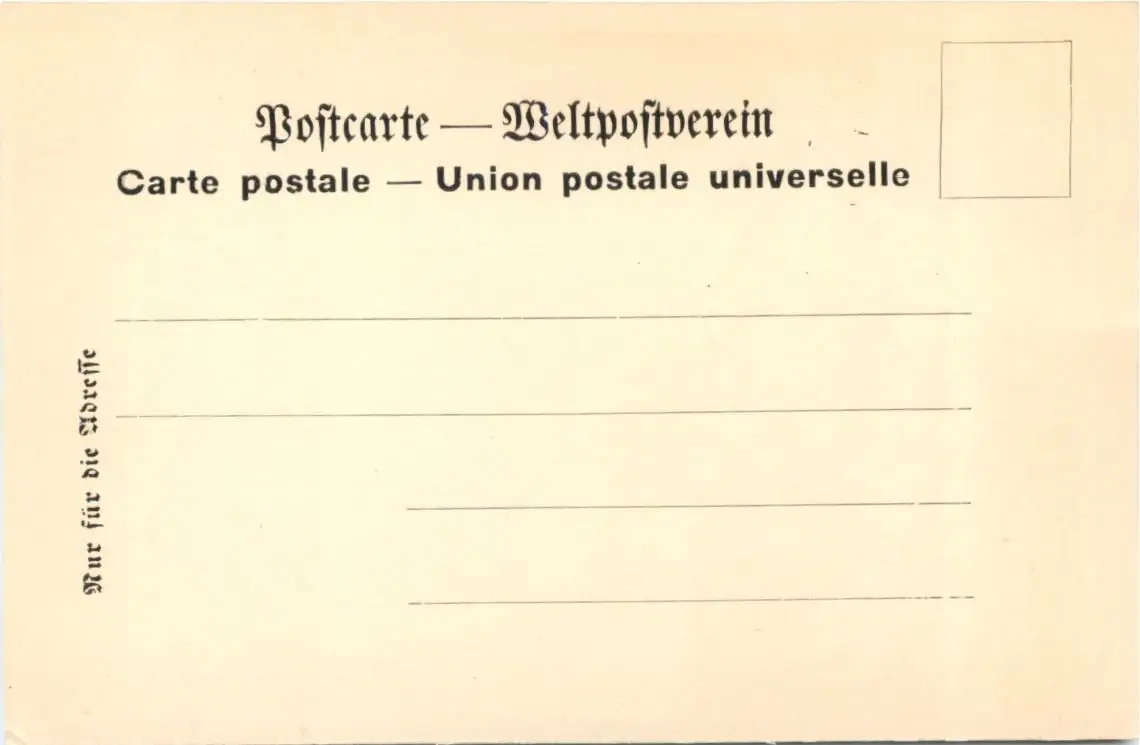 Postcarte — Weltpostverein
Carte postale — Union postale universelle
Nur für die Adresse